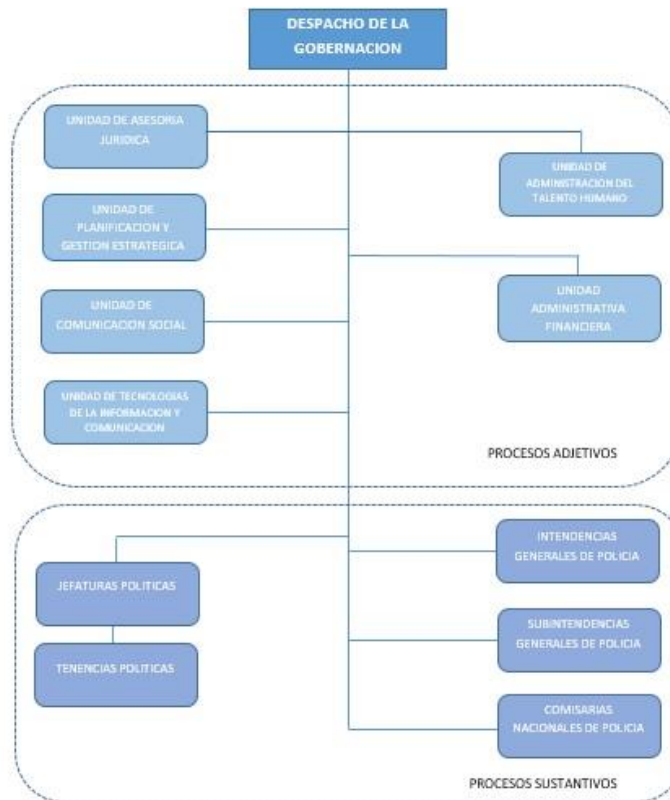 DESPACHO DE LA
GOBERNACION
UNIDAD DE ASESORIA
JURIDICA
UNIDAD DE
ADMINISTRACION DEL
TALENTO HUMANO
UNIDAD DE
PLANIFICACION Y
GESTION ESTRATEGICA
UNIDAD
ADMINISTRATIVA
FINANCIERA
UNIDAD DE
COMUNICACION SOCIAL
UNIDAD DE TECNOLOGIAS
DE LA INFORMACION Y
COMUNICACION
PROCESOS ADJETIVOS
INTENDENCIAS
GENERALES DE POLICIA
JEFATURAS POLITICAS
SUBINTENDENCIAS
GENERALES DE POLICIA
TENENCIAS POLITICAS
COMISARIAS
NACIONALES DE POLICIA
PROCESOS SUSTANTIVOS